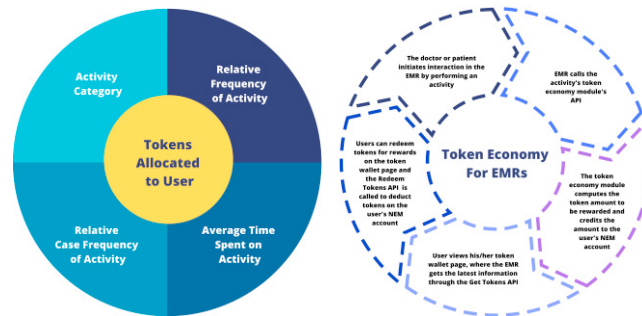 Activity
Category
Relative
Frequency
of Activity
Tokens
Allocated
to User
Relative
Case Frequency
of Activity
Average Time
Spent on
Activity
The doctor or patient
initiates interaction in the
EMR by performing an
activity
EMR calls the
activity's token
economy module's
API
Token Economy
For EMRs
The token
economy module
computes the
token amount to
be rewarded and
credits the
amount to the
user's NEM
account
User views his/her token
wallet page, where the EMR
gets the latest information
through the Get Tokens API
Users can redeem
tokens for rewards
on the token
wallet page and
the Redeem
Tokens API is
called to deduct
tokens on the
user's NEM
account